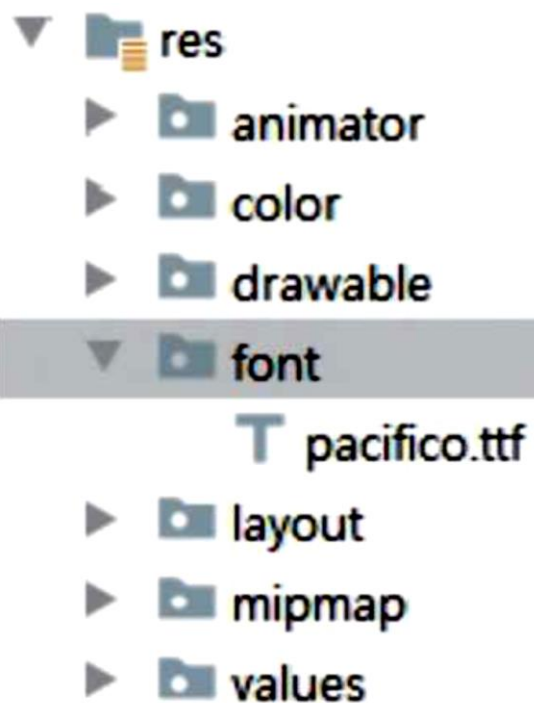 res
animator
color
drawable
font
pacifico.ttf
layout
mipmap
values